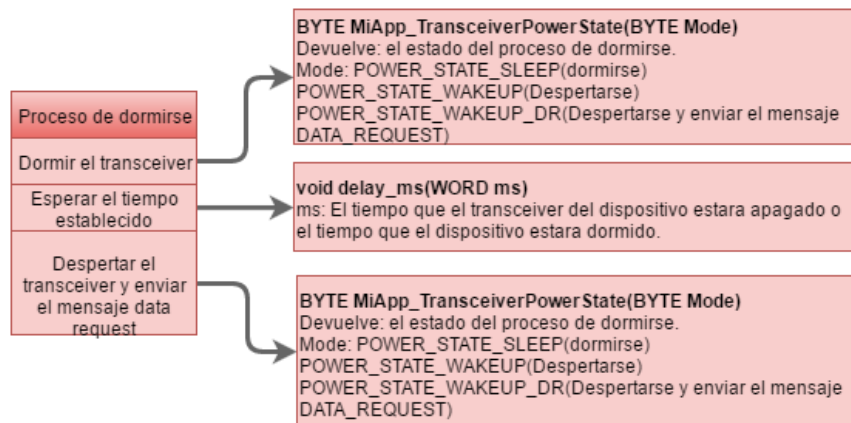 Proceso de dormirse
Dormir el transceiver
Esperar el tiempo
establecido
Despertar el
transceiver y enviar
el mensaje data
request
BYTE MiApp_TransceiverPowerState(BYTE Mode)
Devuelve: el estado del proceso de dormirse.
Mode: POWER_STATE_SLEEP(dormirse)
POWER_STATE_WAKEUP(Despertarse)
POWER_STATE_WAKEUP_DR(Despertarse y enviar el mensaje
DATA_REQUEST)
void delay_ms(WORD ms)
ms: El tiempo que el transceiver del dispositivo estara apagado o
el tiempo que el dispositivo estara dormido.
BYTE MiApp_TransceiverPowerState(BYTE Mode)
Devuelve: el estado del proceso de dormirse.
Mode: POWER_STATE_SLEEP(dormirse)
POWER_STATE_WAKEUP(Despertarse)
POWER_STATE_WAKEUP_DR(Despertarse y enviar el mensaje
DATA_REQUEST)